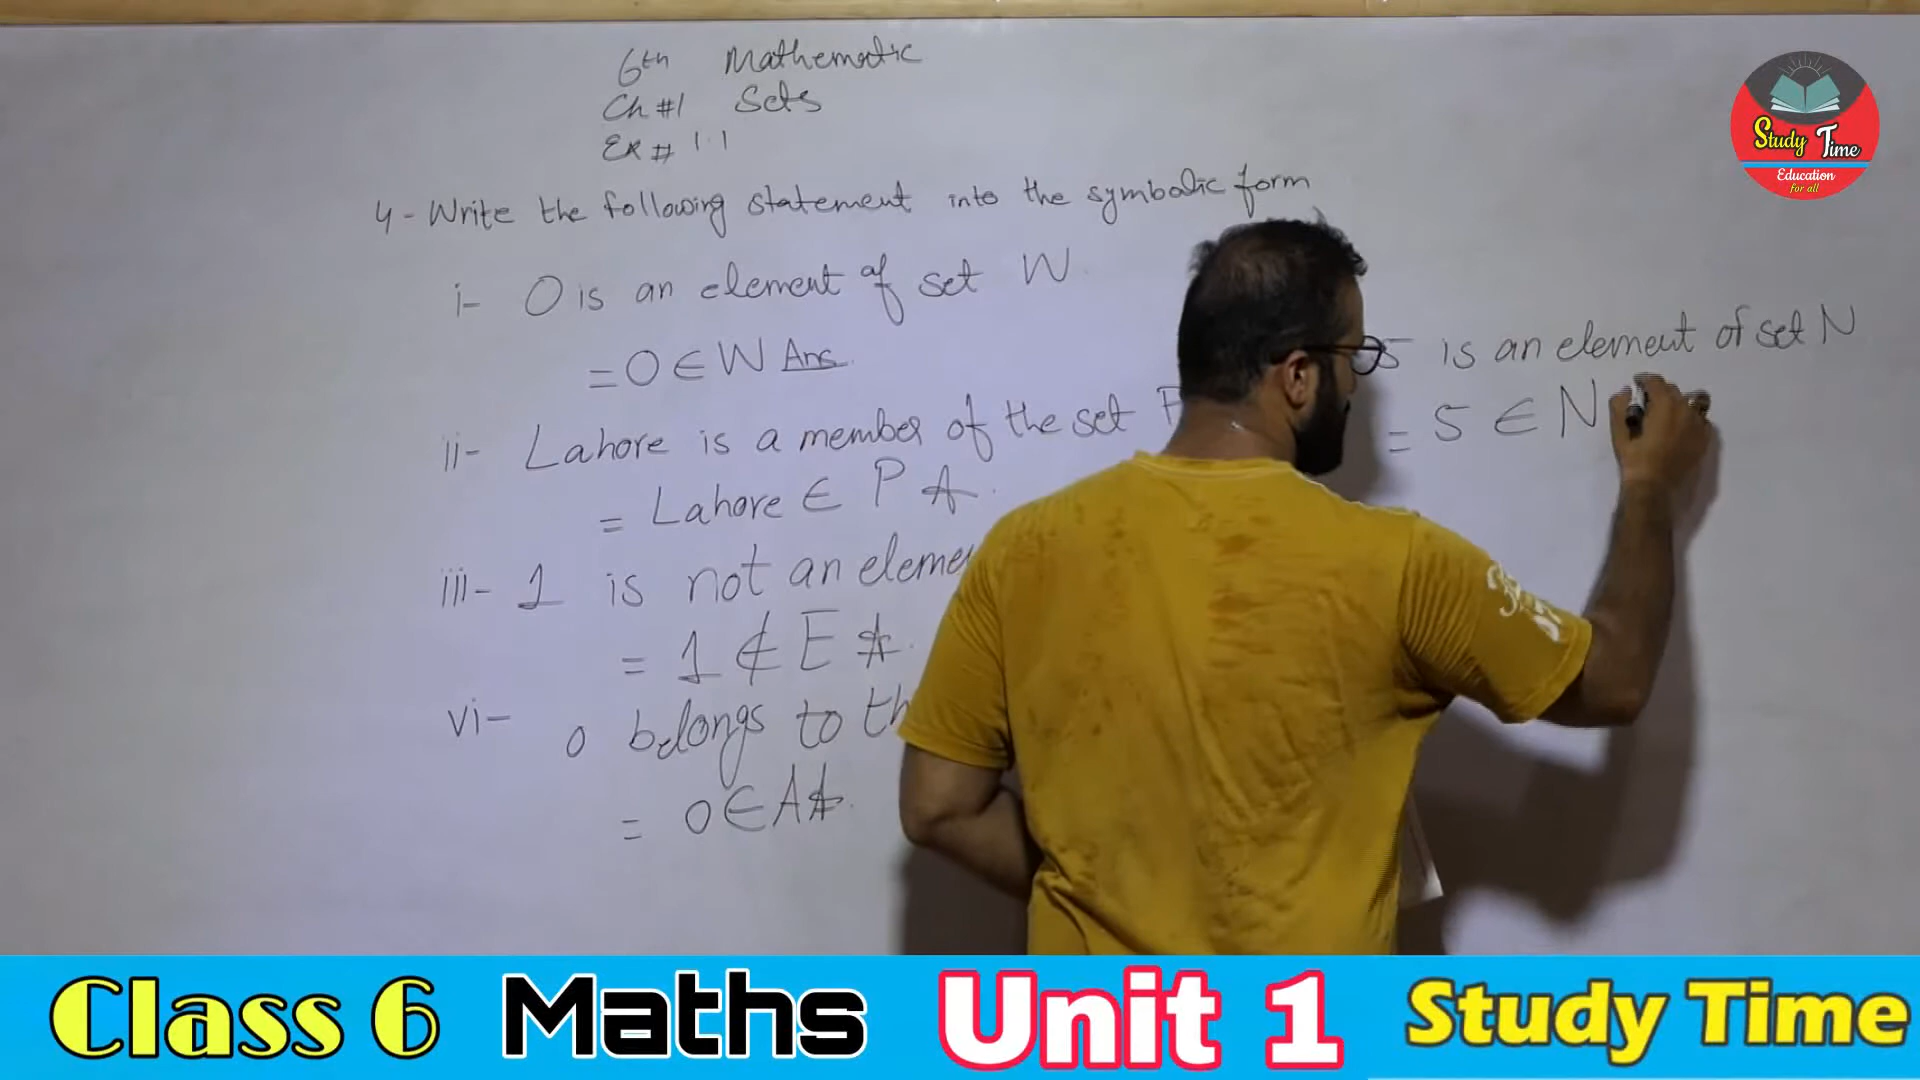 6th Mathematic
Ch #1 Sets
Ex # 1.1
4- Write the following statement into the symbolic form
i- 0 is an element of set W
= 0 ∈ W Ans
ii- Lahore is a member of the set P
= Lahore ∈ P A
iii- 1 is not an eleme
= 1 ∉ E A
vi- 0 belongs to th
= 0 ∈ A A
5 is an element of set N
= 5 ∈ N
Study Time
Education
for all
Class 6 Maths Unit 1 Study Time